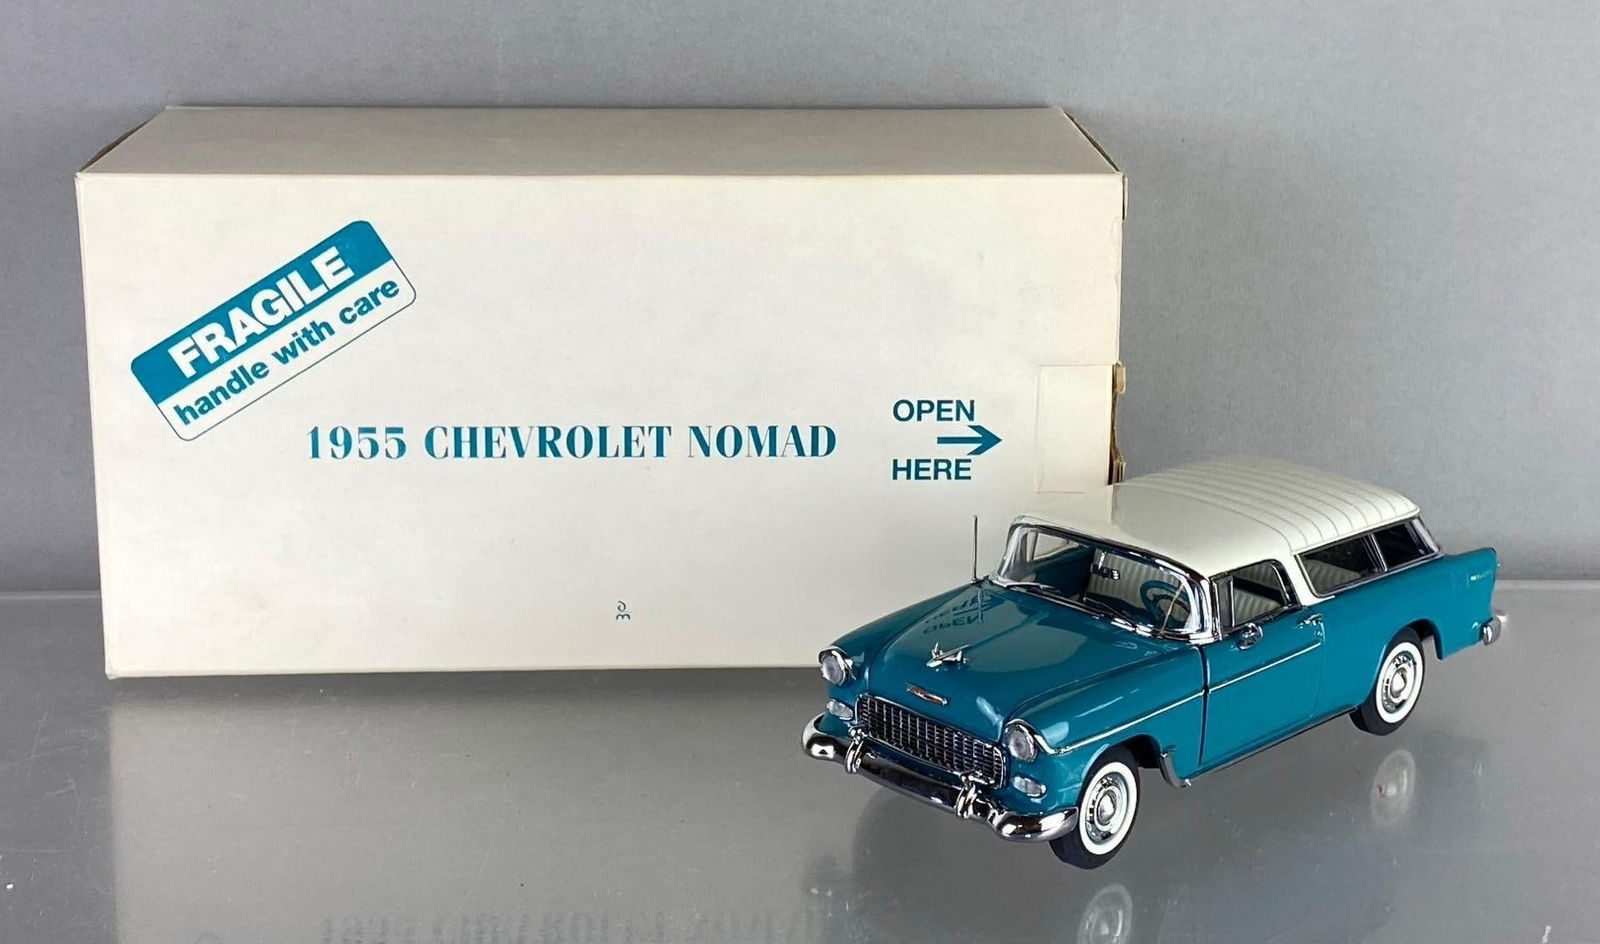 FRAGILE
handle with care
1955 CHEVROLET NOMAD
OPEN
HERE